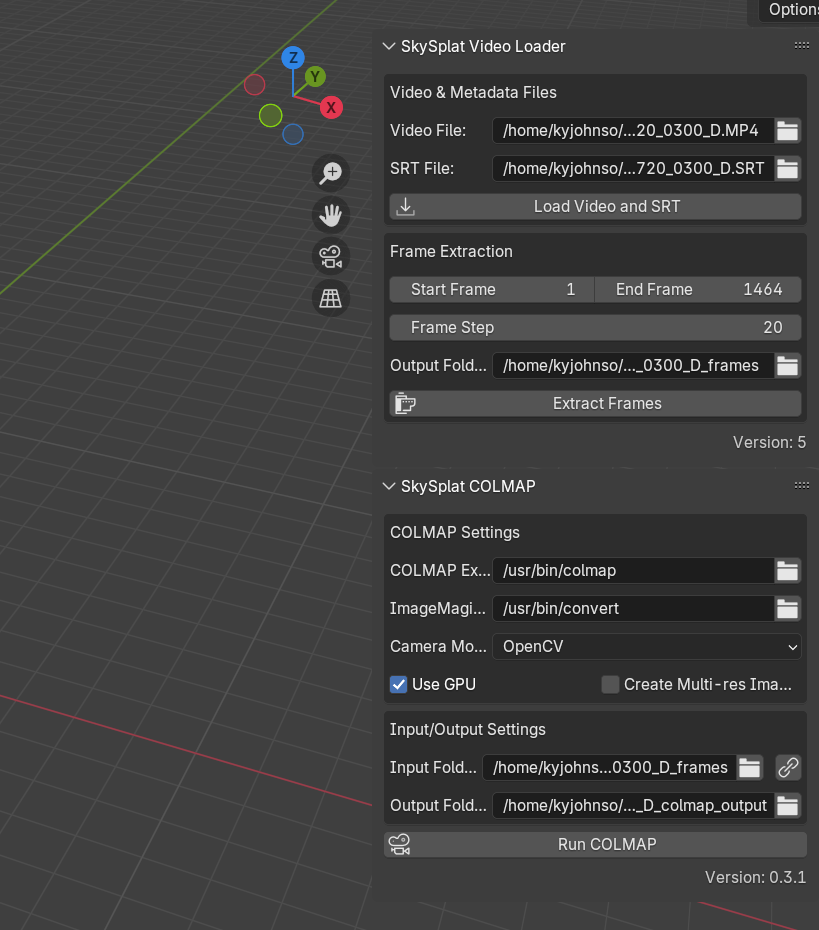 Options
SkySplat Video Loader
Z
Y
X
Video & Metadata Files
Video File: /home/kyjohnso/...20_0300_D.MP4
SRT File: /home/kyjohnso/...720_0300_D.SRT
Load Video and SRT
Frame Extraction
Start Frame 1 End Frame 1464
Frame Step 20
Output Fold... /home/kyjohnso/..._0300_D_frames
Extract Frames
Version: 5
SkySplat COLMAP
COLMAP Settings
COLMAP Ex... /usr/bin/colmap
ImageMagi... /usr/bin/convert
Camera Mo... OpenCV
Use GPU Create Multi-res Ima...
Input/Output Settings
Input Fold... /home/kyjohns...0300_D_frames
Output Fold... /home/kyjohnso/..._D_colmap_output
Run COLMAP
Version: 0.3.1